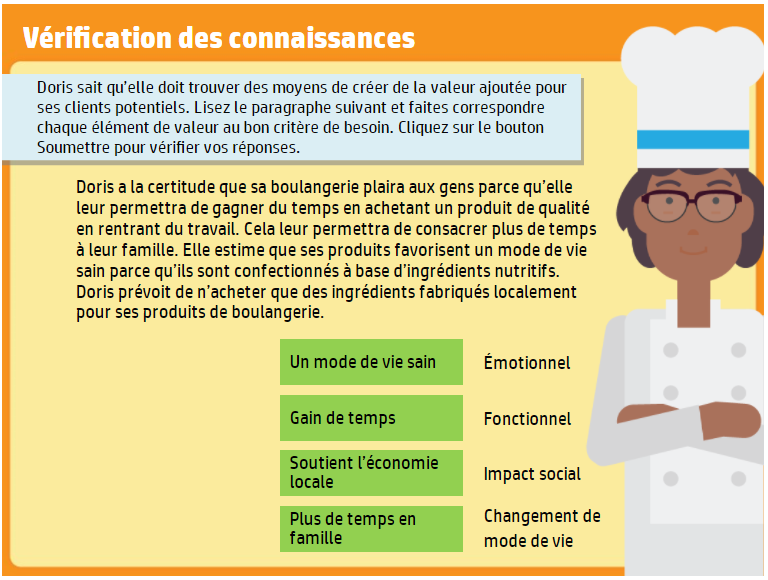 Vérification des connaissances
Doris sait qu'elle doit trouver des moyens de créer de la valeur ajoutée pour
ses clients potentiels. Lisez le paragraphe suivant et faites correspondre
chaque élément de valeur au bon critère de besoin. Cliquez sur le bouton
Soumettre pour vérifier vos réponses.
Doris a la certitude que sa boulangerie plaira aux gens parce qu'elle
leur permettra de gagner du temps en achetant un produit de qualité
en rentrant du travail. Cela leur permettra de consacrer plus de temps
à leur famille. Elle estime que ses produits favorisent un mode de vie
sain parce qu'ils sont confectionnés à base d'ingrédients nutritifs.
Doris prévoit de n'acheter que des ingrédients fabriqués localement
pour ses produits de boulangerie.
Un mode de vie sain
Émotionnel
Gain de temps
Fonctionnel
Soutient l'économie
locale
Impact social
Plus de temps en
famille
Changement de
mode de vie